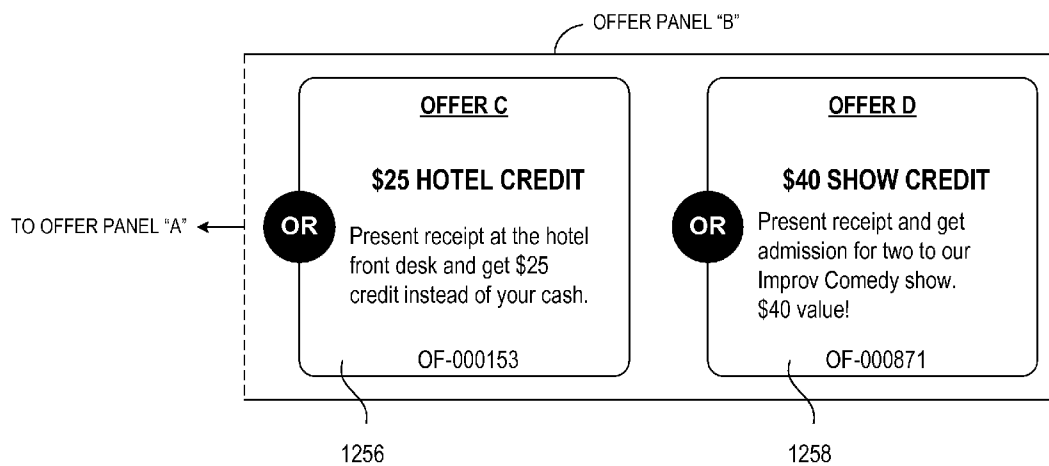 OFFER PANEL “B”
OFFER C
$25 HOTEL CREDIT
OR
Present receipt at the hotel
front desk and get $25
credit instead of your cash.
OF-000153
OFFER D
$40 SHOW CREDIT
OR
Present receipt and get
admission for two to our
Improv Comedy show.
$40 value!
OF-000871
TO OFFER PANEL “A”
1256
1258